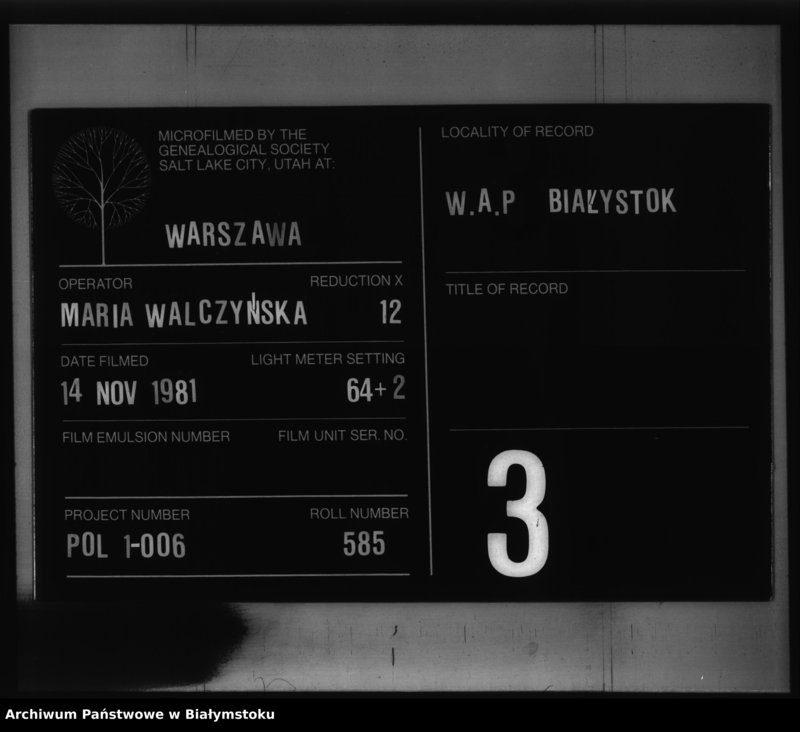 MICROFILMED BY THE
GENEALOGICAL SOCIETY
SALT LAKE CITY, UTAH AT:
WARSZAWA
OPERATOR REDUCTION X
MARIA WALCZYŃSKA 12
DATE FILMED LIGHT METER SETTING
14 NOV 1981 64+2
FILM EMULSION NUMBER FILM UNIT SER. NO.
PROJECT NUMBER ROLL NUMBER
POL 1-006 585
LOCALITY OF RECORD
W.A.P BIAŁYSTOK
TITLE OF RECORD
3
Archiwum Państwowe w Białymstoku